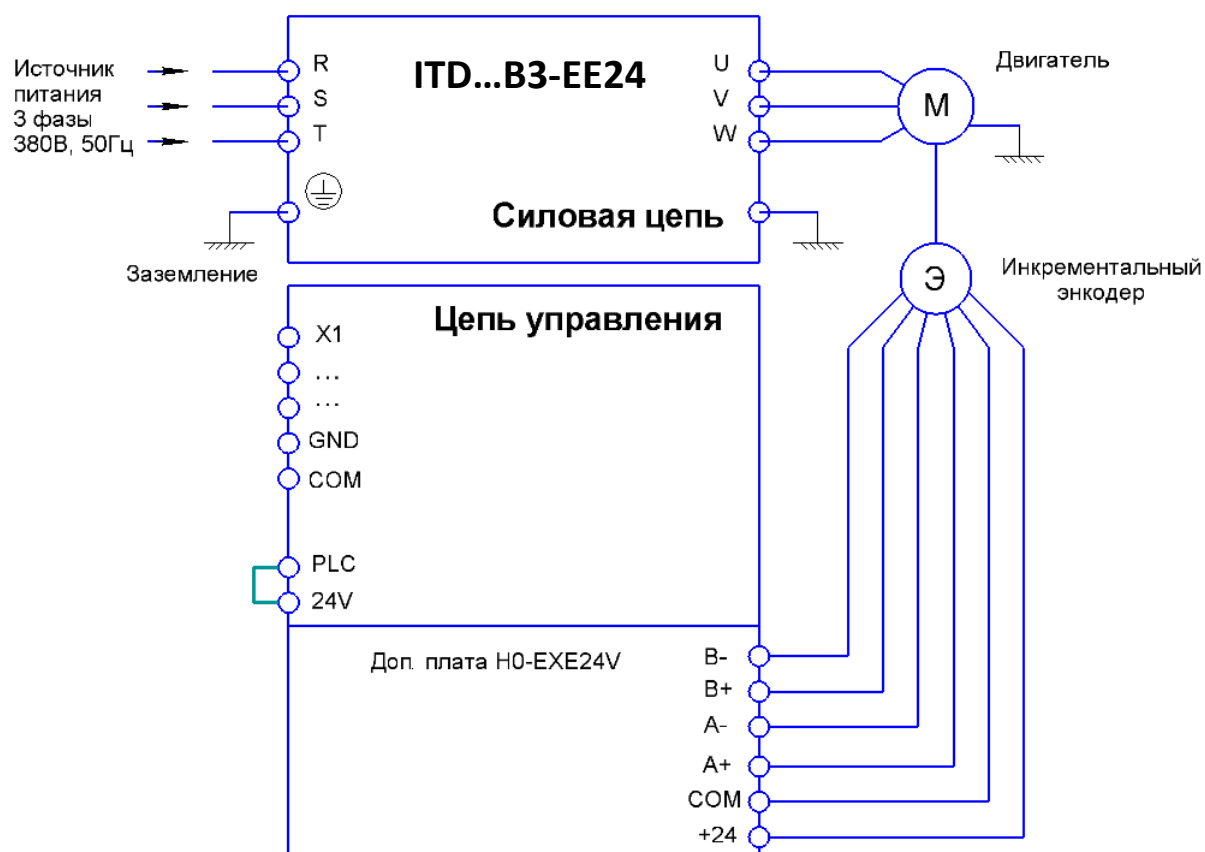 ITD...B3-EE24
Источник
питания
3 фазы
380В, 50Гц
R
S
T
U
V
W
М
Двигатель
Силовая цепь
Заземление
Э
Инкрементальный
энкодер
Цепь управления
X1
...
...
GND
COM
PLC
24V
Доп. плата H0-EXE24V
B-
B+
A-
A+
COM
+24